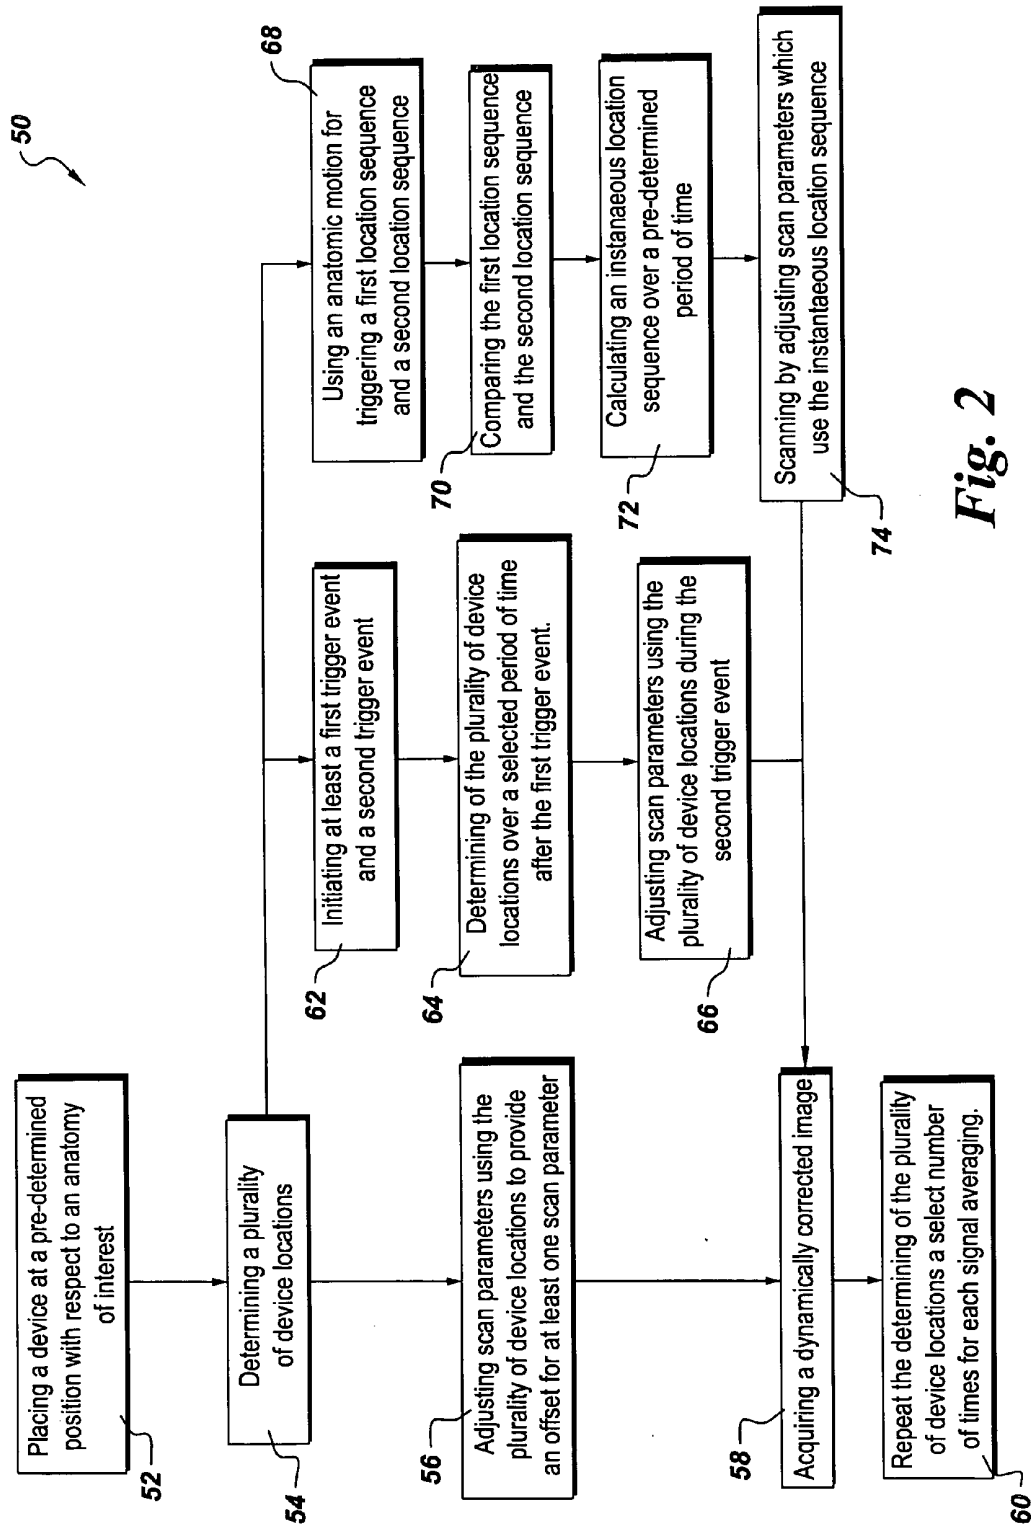 50
Placing a device at a pre-determined
position with respect to an anatomy
of interest
52
Determining a plurality
of device locations
54
Adjusting scan parameters using the
plurality of device locations to provide
an offset for at least one scan parameter
56
Acquiring a dynamically corrected image
58
Repeat the determining of the plurality
of device locations a select number
of times for each signal averaging.
60
Initiating at least a first trigger event
and a second trigger event
62
Determining of the plurality of device
locations over a selected period of time
after the first trigger event.
64
Adjusting scan parameters using the
plurality of device locations during the
second trigger event
66
68
Using an anatomic motion for
triggering a first location sequence
and a second location sequence
Comparing the first location sequence
and the second location sequence
70
Calculating an instanaeous location
sequence over a pre-determined
period of time
72
Scanning by adjusting scan parameters which
use the instantaeous location sequence
74
Fig. 2